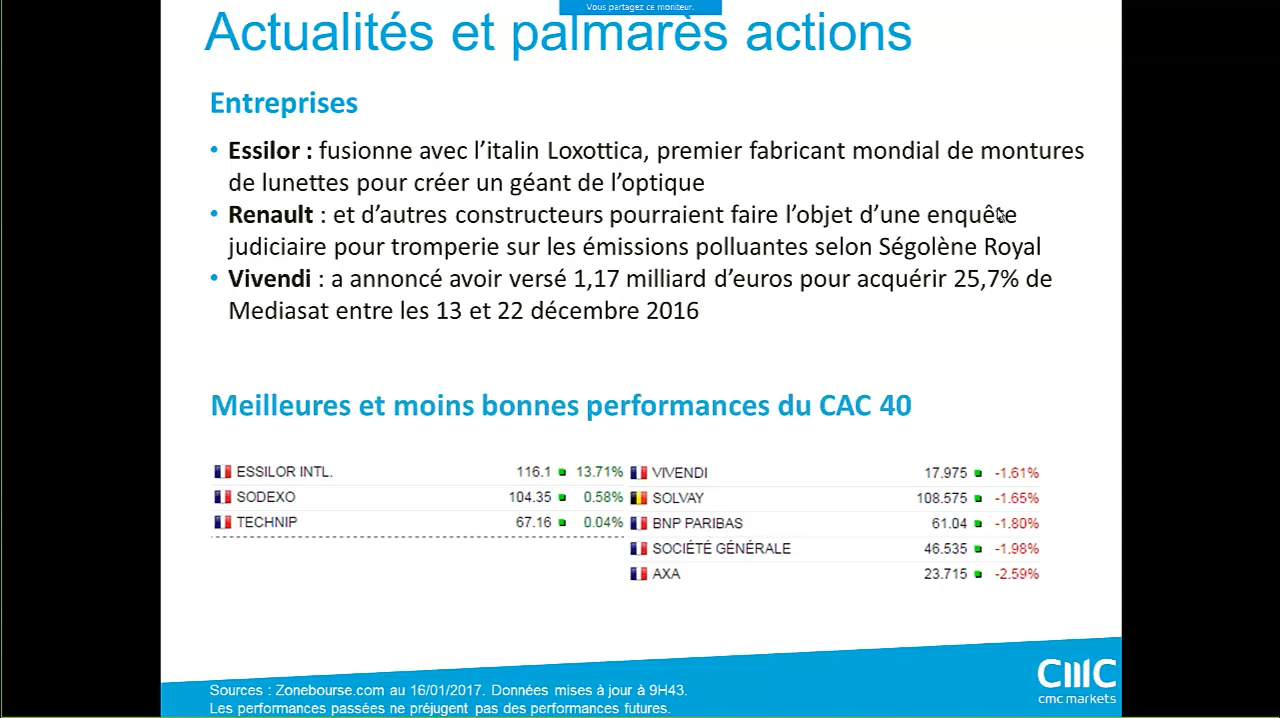 Vous partagez ce moniteur.
Actualités et palmarès actions
Entreprises
• Essilor : fusionne avec l’italin Loxottica, premier fabricant mondial de montures
de lunettes pour créer un géant de l’optique
• Renault : et d’autres constructeurs pourraient faire l’objet d’une enquête
judiciaire pour tromperie sur les émissions polluantes selon Ségolène Royal
• Vivendi : a annoncé avoir versé 1,17 milliard d’euros pour acquérir 25,7% de
Mediasat entre les 13 et 22 décembre 2016
Meilleures et moins bonnes performances du CAC 40
ESSILOR INTL. 116.1 13.71%
SODEXO 104.35 0.58%
TECHNIP 67.16 0.04%
VIVENDI 17.975 -1.61%
SOLVAY 108.575 -1.65%
BNP PARIBAS 61.04 -1.80%
SOCIÉTÉ GÉNÉRALE 46.535 -1.98%
AXA 23.715 -2.59%
Sources : Zonebourse.com au 16/01/2017. Données mises à jour à 9H43.
Les performances passées ne préjugent pas des performances futures.
CMC
cmc markets